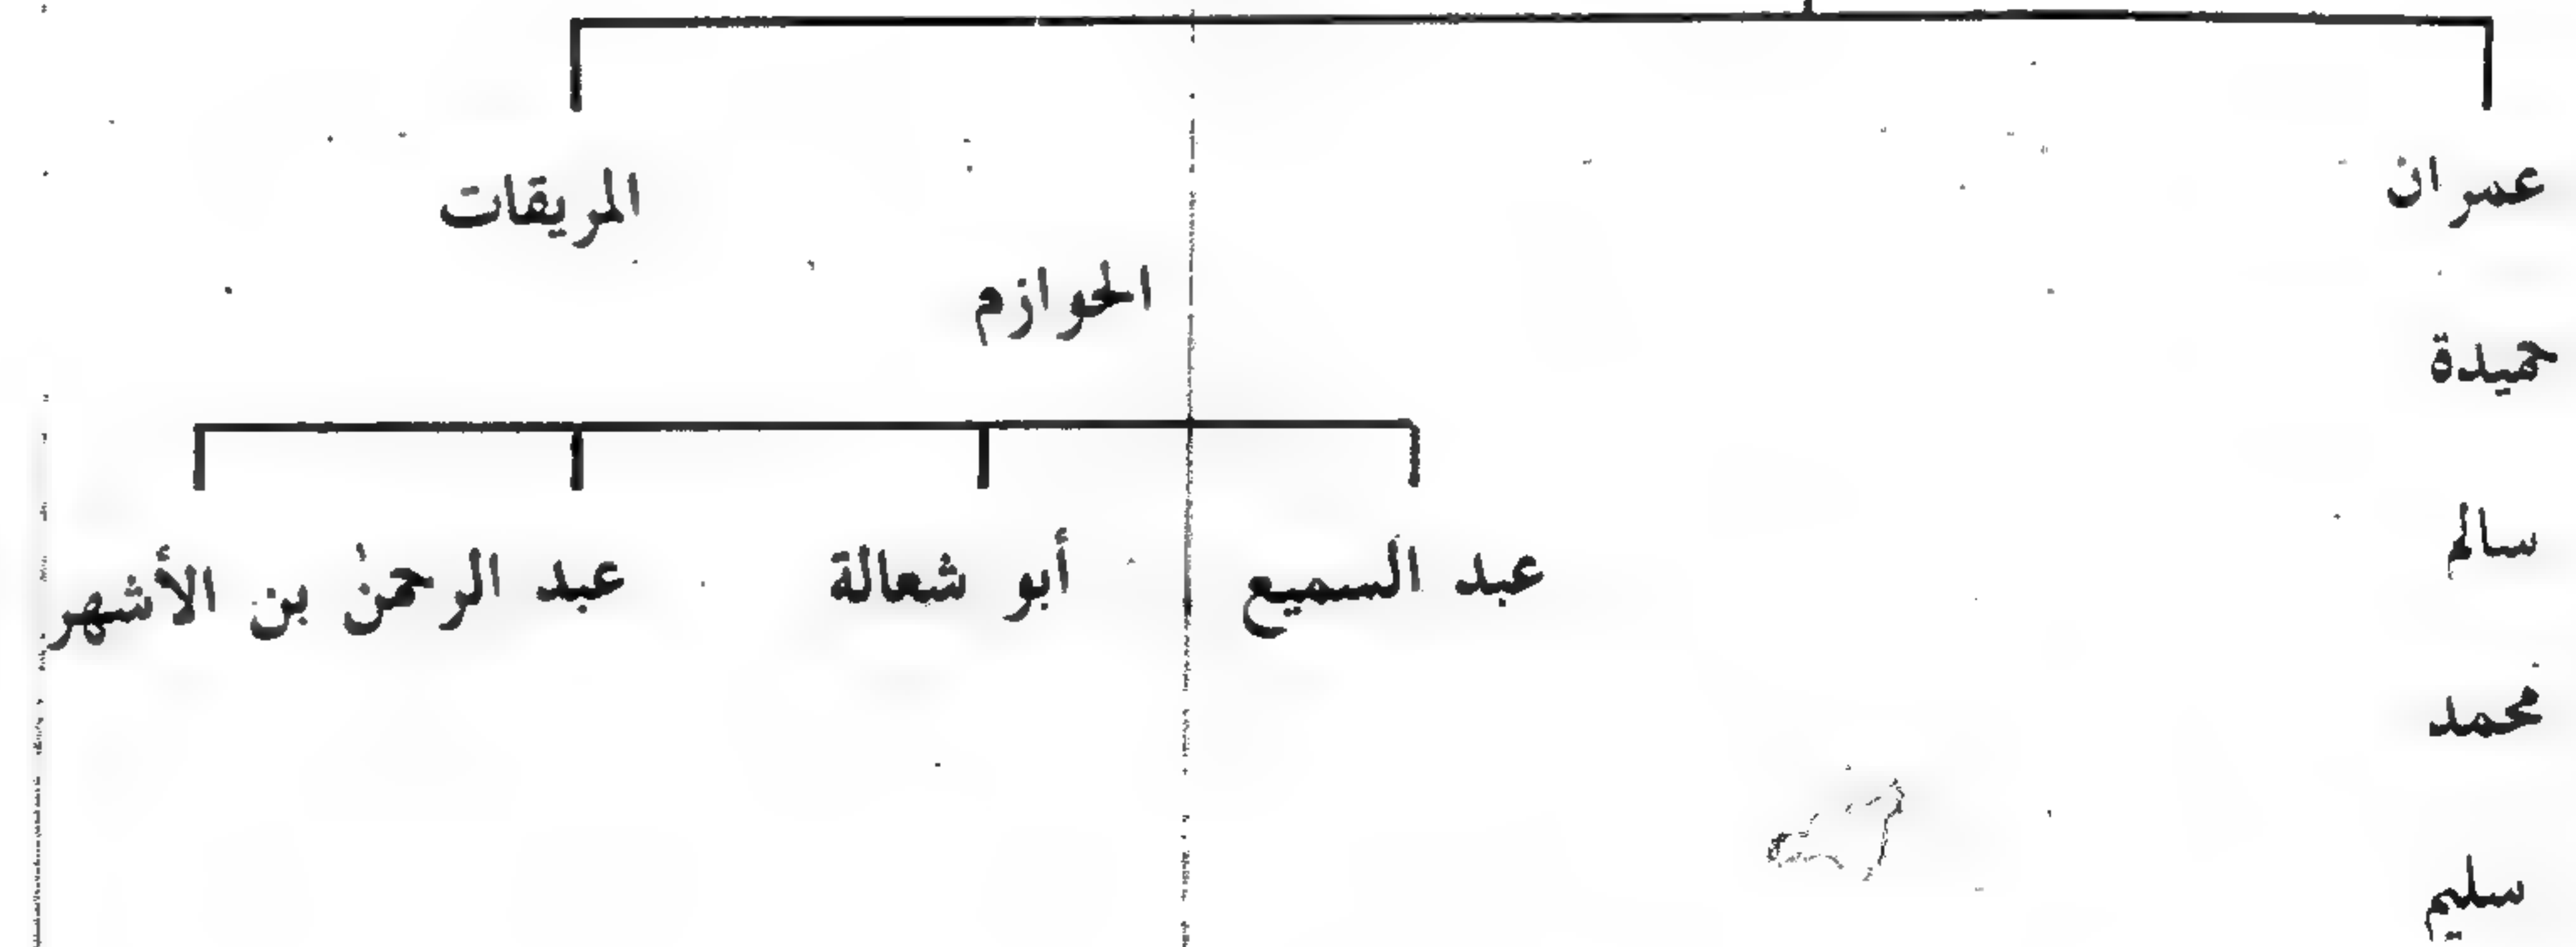 عمران
المريقات
الحوازم
حميدة
سالم
عبد السميع
أبو شعالة
عبد الرحمن بن الأشهر
محمد
سليم